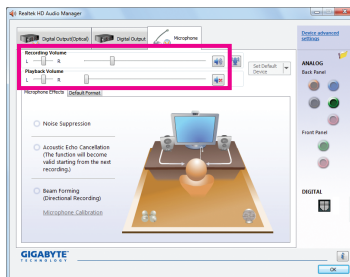 Realtek HD Audio Manager
Digital Output(Optical)
Digital Output
Microphone
Device advanced
settings
Recording Volume
L
R
Set Default
Device
Playback Volume
L
R
ANALOG
Back Panel
Microphone Effects
Default Format
Noise Suppression
Acoustic Echo Cancellation
(The function will become
valid starting from the next
recording.)
Front Panel
Beam Forming
(Directional Recording)
DIGITAL
Microphone Calibration
GIGABYTE
TECHNOLOGY
OK